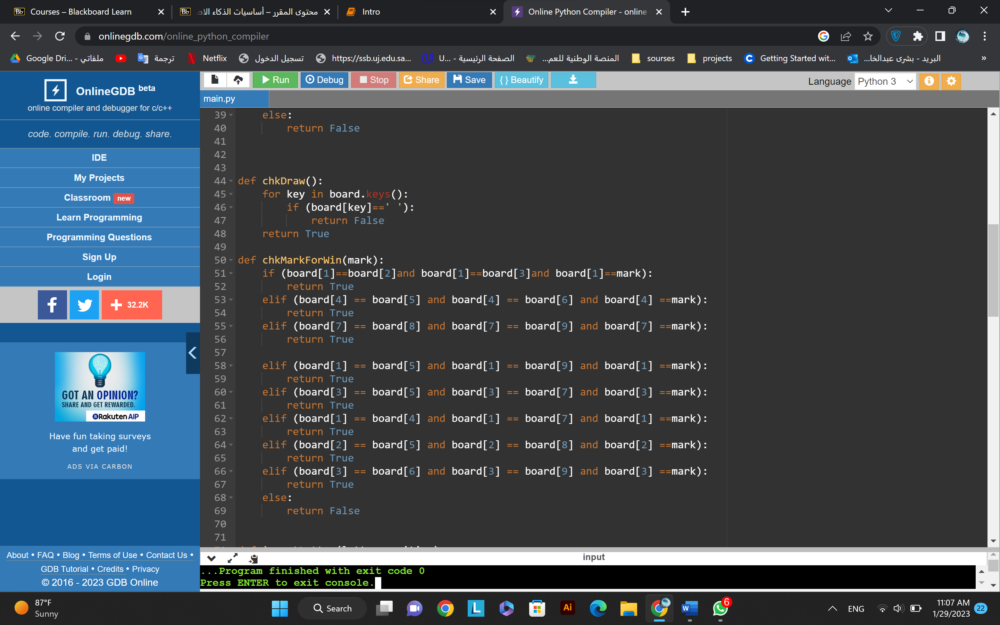 Courses – Blackboard Learn
محتوى المقرر – أساسيات الذكاء الاص
Intro
Online Python Compiler - online
onlinegdb.com/online_python_compiler
Google Dri... - ملفاتي
ترجمة
Netflix
تسجيل الدخول
https://ssb.uj.edu.sa...
U... - الصفحة الرئيسية
المنصة الوطنية للعم...
sourses
projects
Getting Started wit...
البريد - بشرى عبدالخا...
»
OnlineGDB beta
online compiler and debugger for c/c++
code. compile. run. debug. share.
IDE
My Projects
Classroom new
Learn Programming
Programming Questions
Sign Up
Login
32.2K
idea
GOT AN OPINION?
SHARE AND GET REWARDED.
Rakuten AIP
Have fun taking surveys
and get paid!
ADS VIA CARBON
About • FAQ • Blog • Terms of Use • Contact Us •
GDB Tutorial • Credits • Privacy
© 2016 - 2023 GDB Online
Run Debug Stop Share Save { } Beautify
Language Python 3
main.py
39 else:
40 return False
41
42
43
44 def chkDraw():
45 for key in board.keys():
46 if (board[key]==' '):
47 return False
48 return True
49
50 def chkMarkForWin(mark):
51 if (board[1]==board[2]and board[1]==board[3]and board[1]==mark):
52 return True
53 elif (board[4] == board[5] and board[4] == board[6] and board[4] ==mark):
54 return True
55 elif (board[7] == board[8] and board[7] == board[9] and board[7] ==mark):
56 return True
57
58 elif (board[1] == board[5] and board[1] == board[9] and board[1] ==mark):
59 return True
60 elif (board[3] == board[5] and board[3] == board[7] and board[3] ==mark):
61 return True
62 elif (board[1] == board[4] and board[1] == board[7] and board[1] ==mark):
63 return True
64 elif (board[2] == board[5] and board[2] == board[8] and board[2] ==mark):
65 return True
66 elif (board[3] == board[6] and board[3] == board[9] and board[3] ==mark):
67 return True
68 else:
69 return False
70
71
input
...Program finished with exit code 0
Press ENTER to exit console.
87°F
Sunny
Search
L
Ai
W
6
ENG
11:07 AM
1/29/2023
22